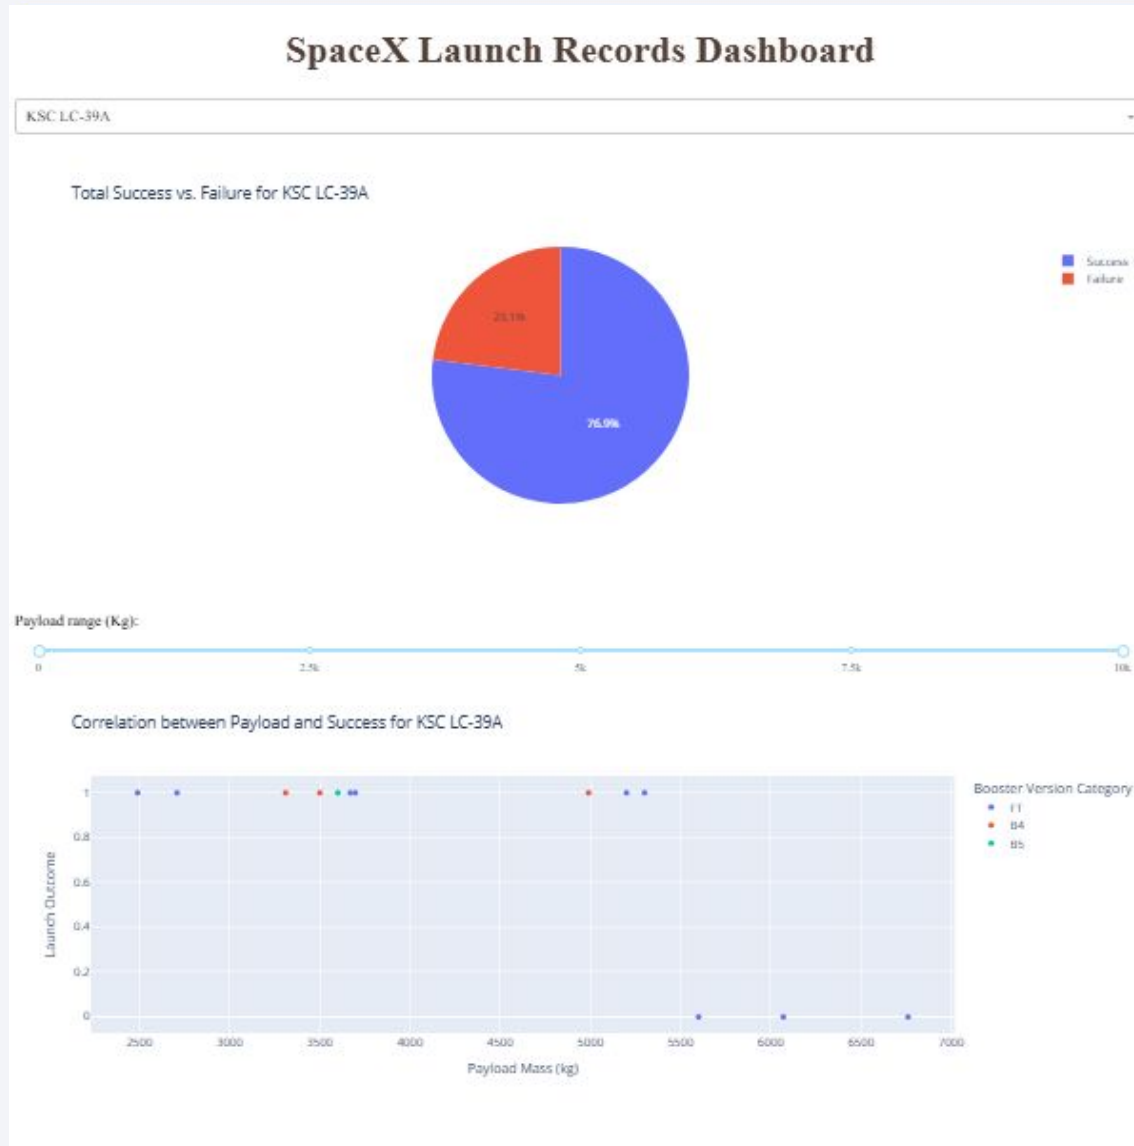 SpaceX Launch Records Dashboard
KSC LC-39A
Total Success vs. Failure for KSC LC-39A
Success
Failure
23.1%
76.9%
Payload range (Kg):
0 2.5k 5k 7.5k 10k
Correlation between Payload and Success for KSC LC-39A
Booster Version Category
FT
B4
B5
1
0.8
0.6
0.4
0.2
0
Launch Outcome
2500 3000 3500 4000 4500 5000 5500 6000 6500 7000
Payload Mass (kg)